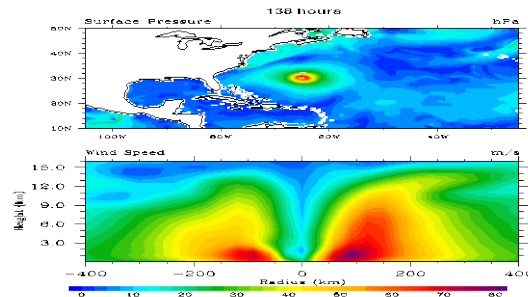 138 hours
Surface Pressure hPa
50N
40N
30N
20N
10N
100W 80W 60W 40W
Wind Speed m/s
15.0
12.0
9.0
6.0
3.0
Height (km)
-400 -200 0 200 400
Radius (km)
0 10 20 30 40 50 60 70 80